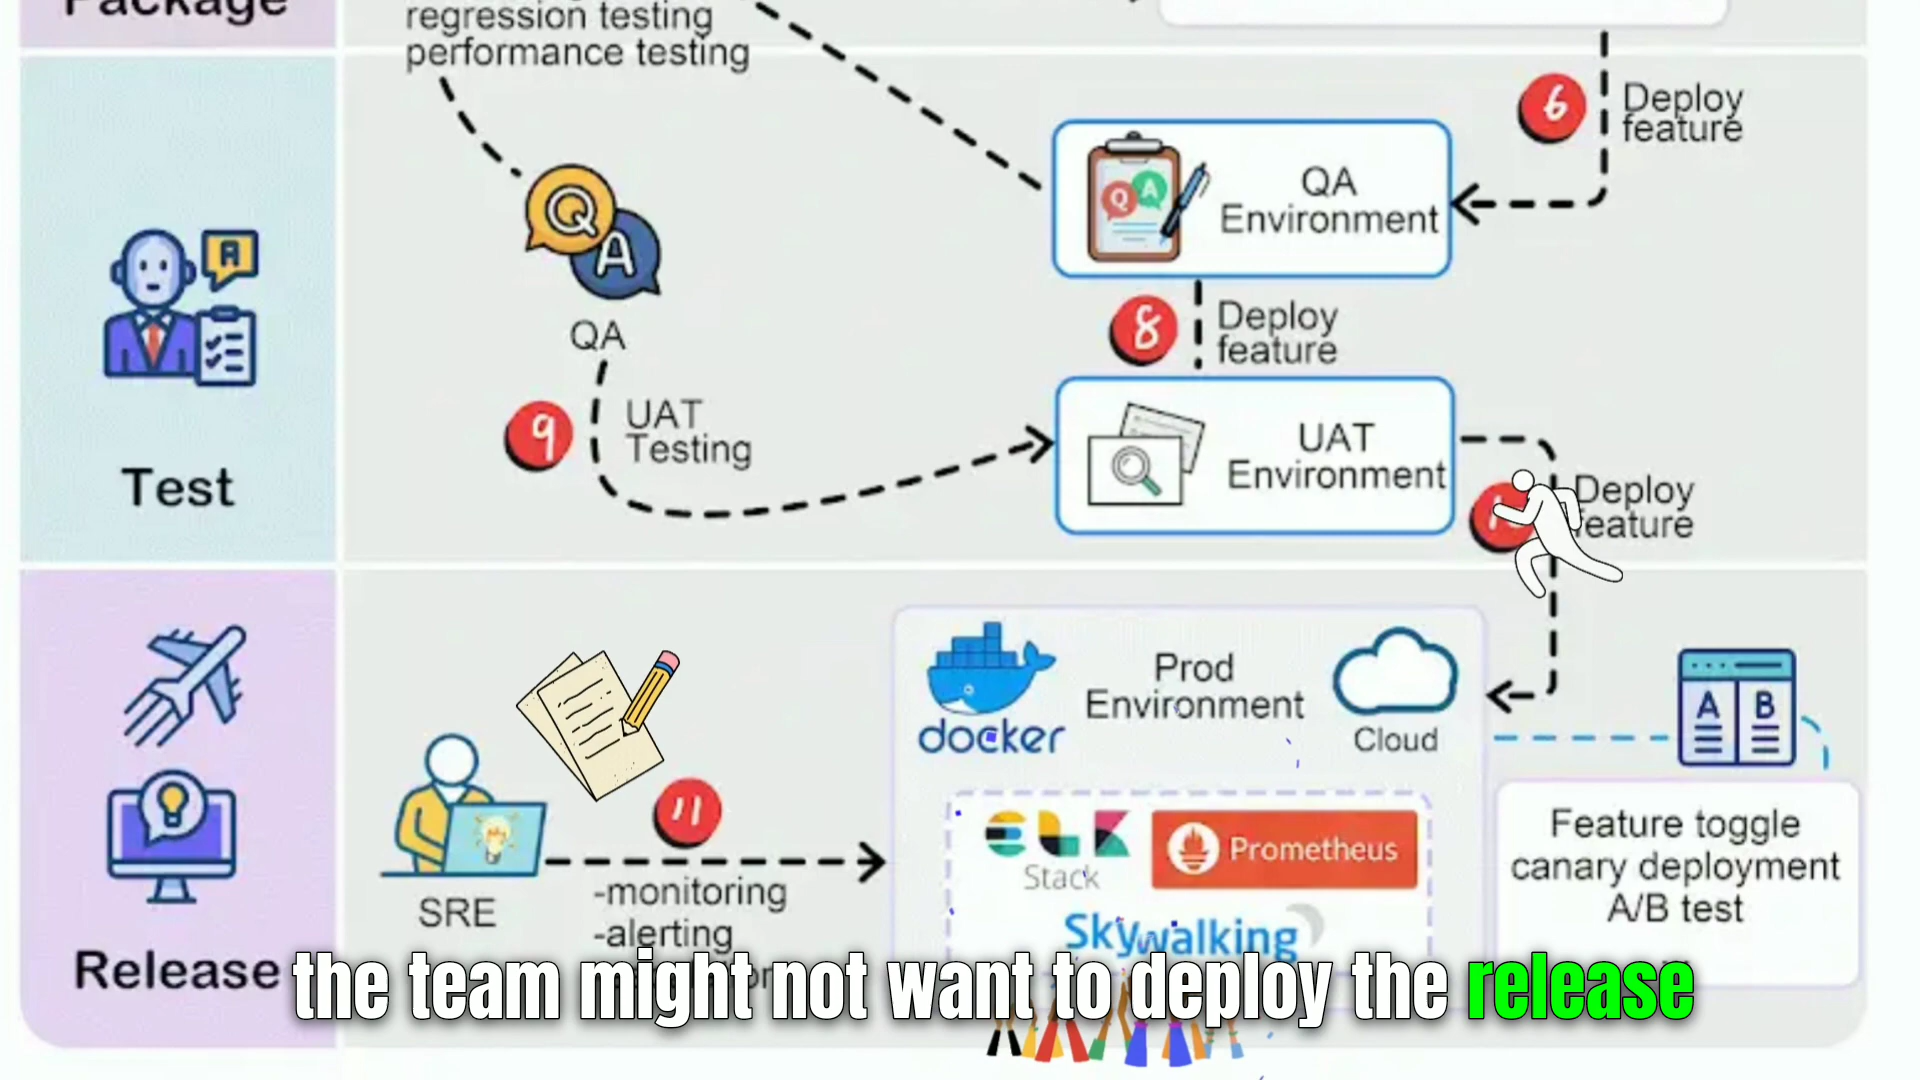 Package
regression testing
performance testing
6
Deploy
feature
Q
A
QA
Environment
Q
A
QA
8
Deploy
feature
A
9
UAT
Testing
UAT
Environment
Deploy
feature
Test
docker
Prod
Environment
Cloud
A B
11
SRE
-monitoring
-alerting
ELK
Stack
Prometheus
Skywalking
Feature toggle
canary deployment
A/B test
Release
the team might not want to deploy the release